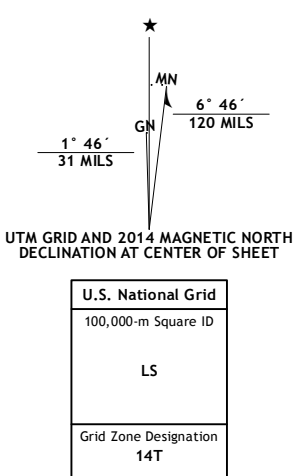 ★
MN
GN
6° 46´
120 MILS
1° 46´
31 MILS
UTM GRID AND 2014 MAGNETIC NORTH
DECLINATION AT CENTER OF SHEET
U.S. National Grid
100,000-m Square ID
LS
Grid Zone Designation
14T